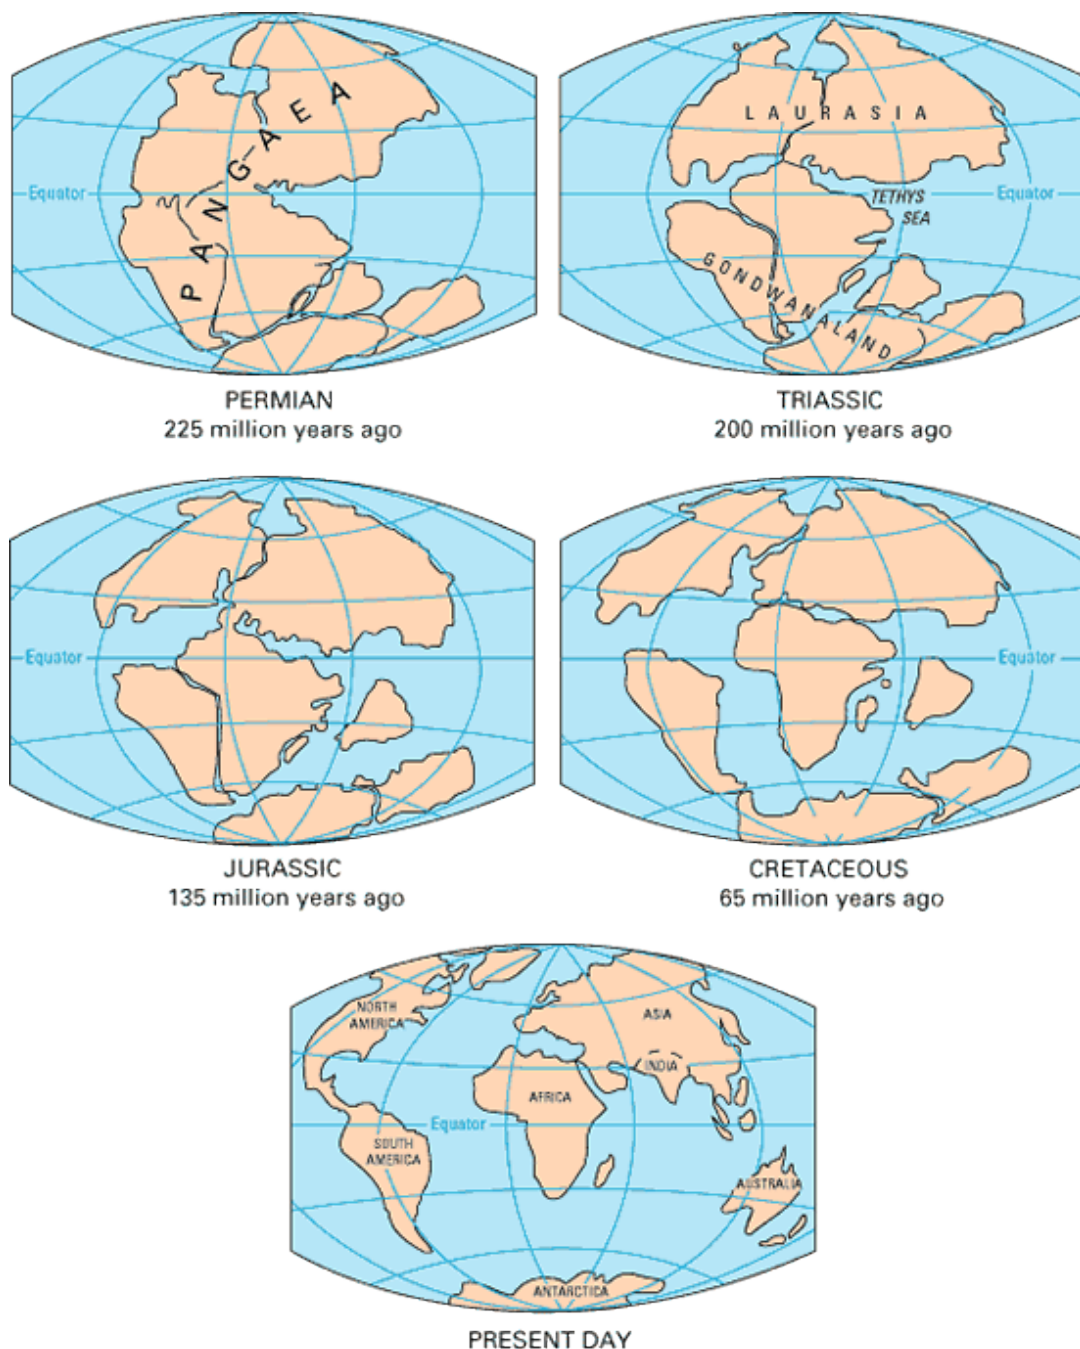 PANGAEA
Equator
PERMIAN
225 million years ago
LAURASIA
TETHYS
SEA
Equator
GONDWANALAND
TRIASSIC
200 million years ago
Equator
JURASSIC
135 million years ago
Equator
CRETACEOUS
65 million years ago
NORTH
AMERICA
ASIA
INDIA
AFRICA
Equator
SOUTH
AMERICA
AUSTRALIA
ANTARCTICA
PRESENT DAY